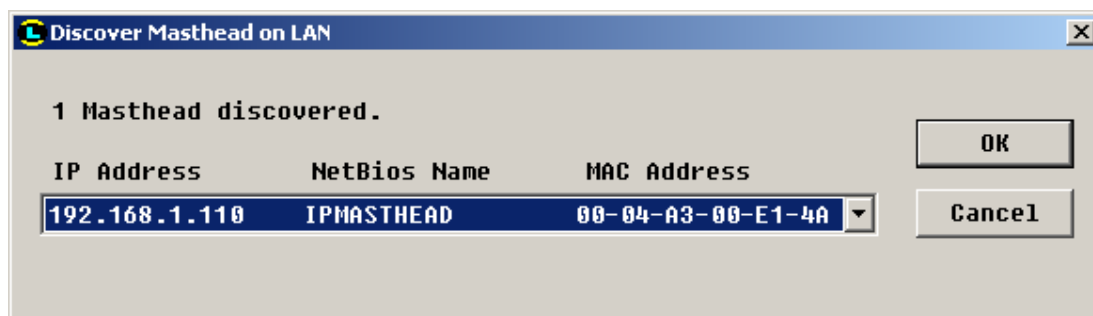 Discover Masthead on LAN
1 Masthead discovered.
IP Address NetBios Name MAC Address
192.168.1.110 IPMASTHEAD 00-04-A3-00-E1-4A
OK
Cancel